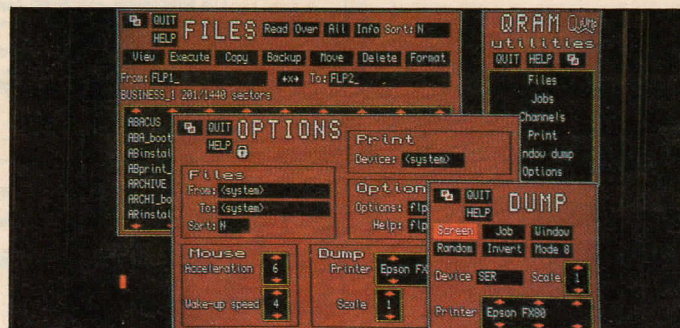 QUIT
HELP
FILES
Read Over All Info Sort: N
View Execute Copy Backup Move Delete Format
From: FLP1_
To: FLP2_
BUSINESS_1 201/1440 sectors
ABACUS
ABA_boot
ABinstal
ABprint_
ARCHIVE
ARCHI_bo
ARinstal
QRAM
utilities
QUIT HELP
Files
Jobs
Channels
Print
ndow dump
Options
QUIT
HELP
OPTIONS
Print
Device: <system>
Files
From: <system>
To: <system>
Sort: N
Option
Options: flp
Help: flp
Mouse
Acceleration 6
Wake-up speed 4
Dump
Printer Epson FX
Scale 1
QUIT
HELP
DUMP
Screen Job Window
Random Invert Mode 8
Device SER Scale 1
Printer Epson FX80